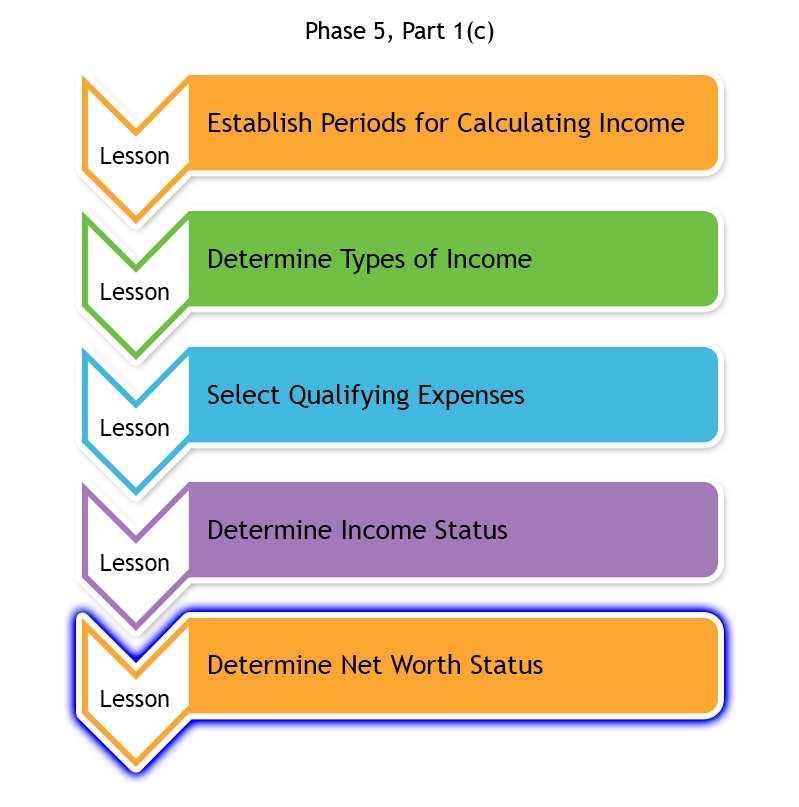 Phase 5, Part 1(c)
Lesson
Establish Periods for Calculating Income
Lesson
Determine Types of Income
Lesson
Select Qualifying Expenses
Lesson
Determine Income Status
Lesson
Determine Net Worth Status